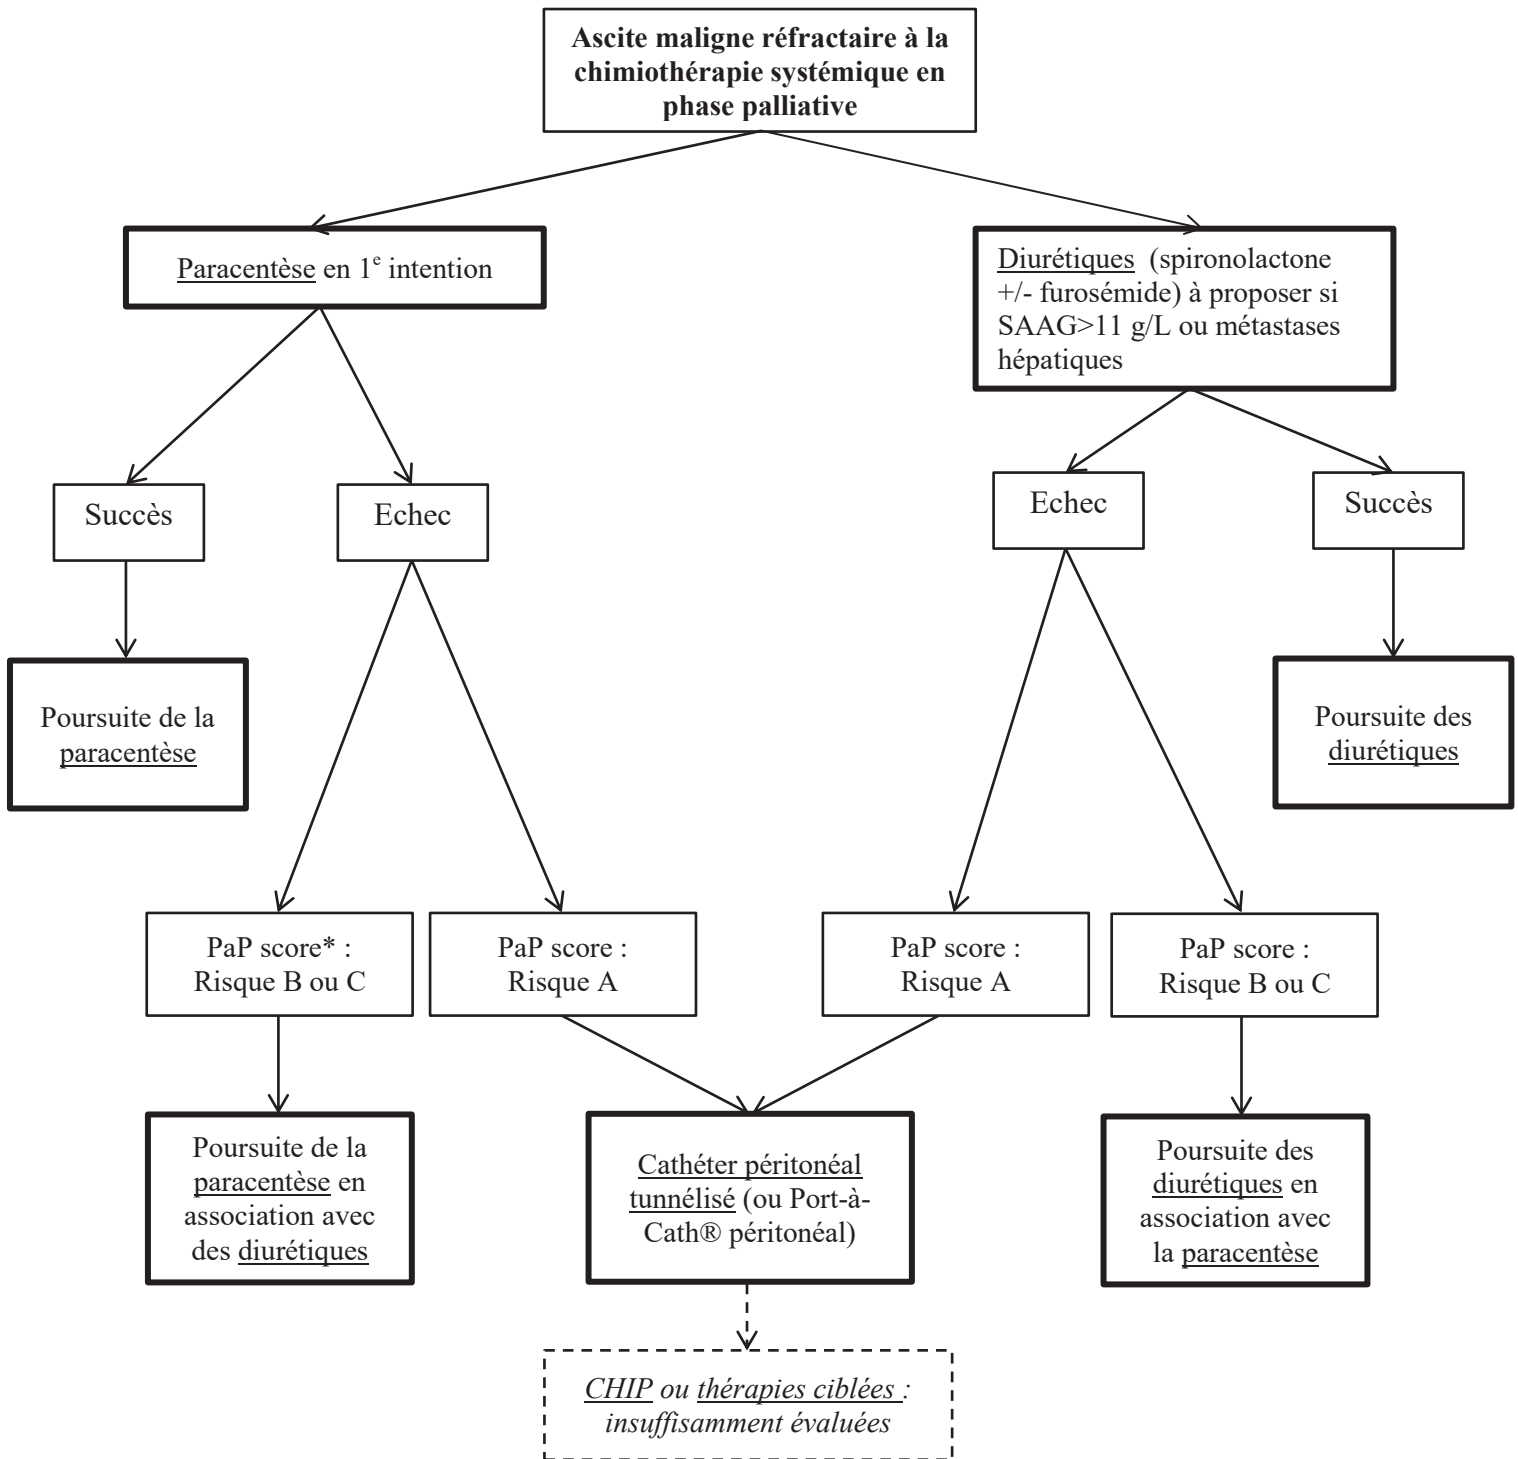 Ascite maligne réfractaire à la
chimiothérapie systémique en
phase palliative
Paracentèse en 1e intention
Diurétiques (spironolactone
+/- furosémide) à proposer si
SAAG>11 g/L ou métastases
hépatiques
Succès
Echec
Echec
Succès
Poursuite de la
paracentèse
Poursuite des
diurétiques
PaP score* :
Risque B ou C
PaP score :
Risque A
PaP score :
Risque A
PaP score :
Risque B ou C
Poursuite de la
paracentèse en
association avec
des diurétiques
Cathéter péritonéal
tunnélisé (ou Port-à-
Cath® péritonéal)
Poursuite des
diurétiques en
association avec
la paracentèse
CHIP ou thérapies ciblées :
insuffisamment évaluées